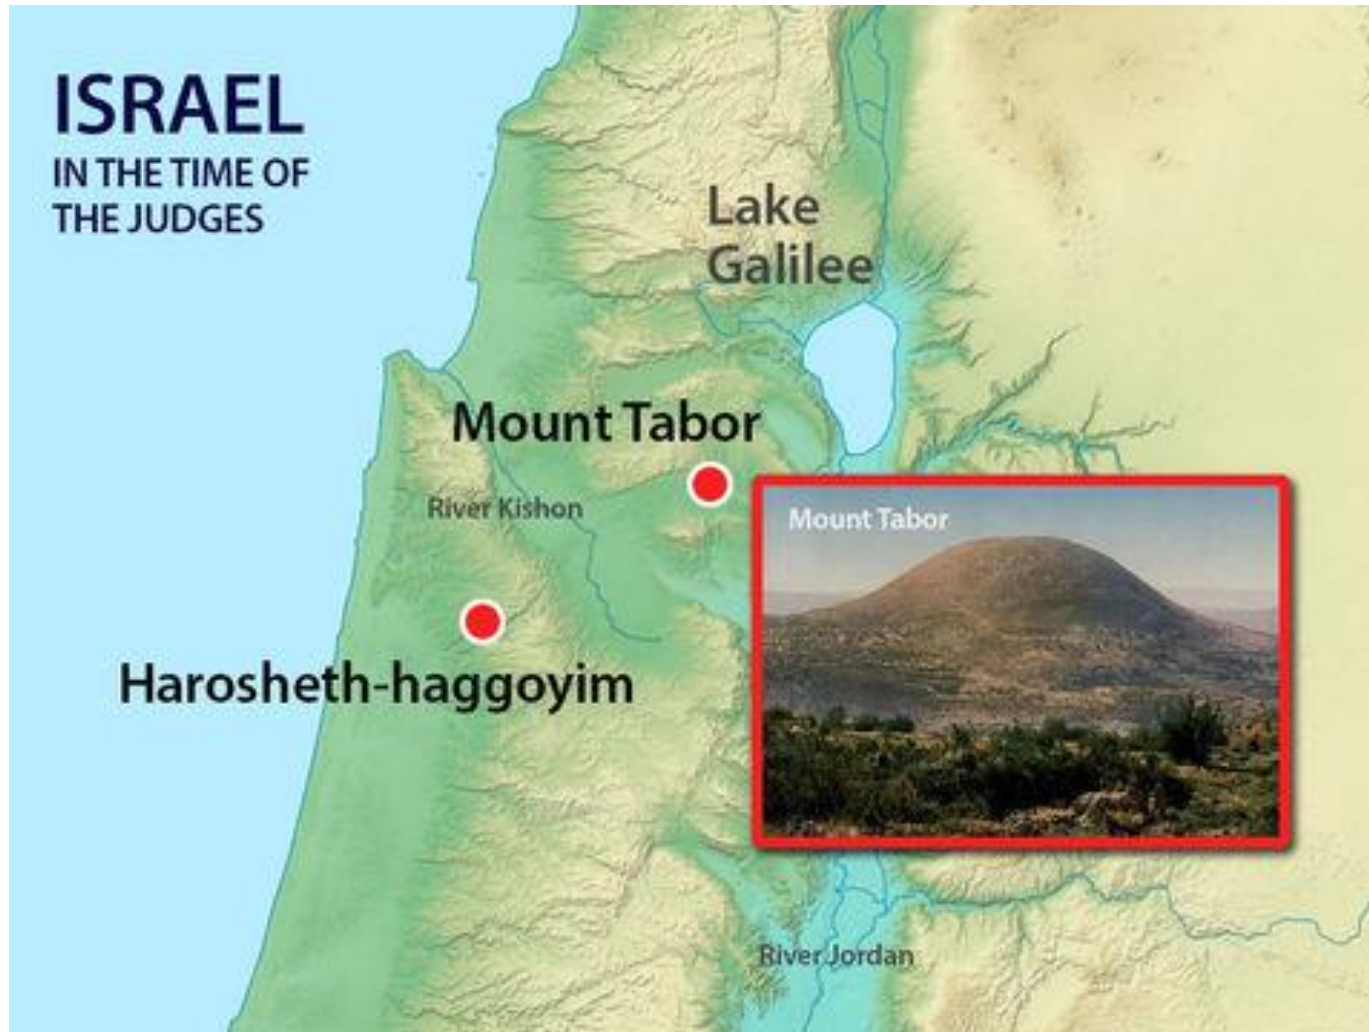 ISRAEL
IN THE TIME OF
THE JUDGES
Lake
Galilee
Mount Tabor
River Kishon
Mount Tabor
Harosheth-haggoyim
River Jordan